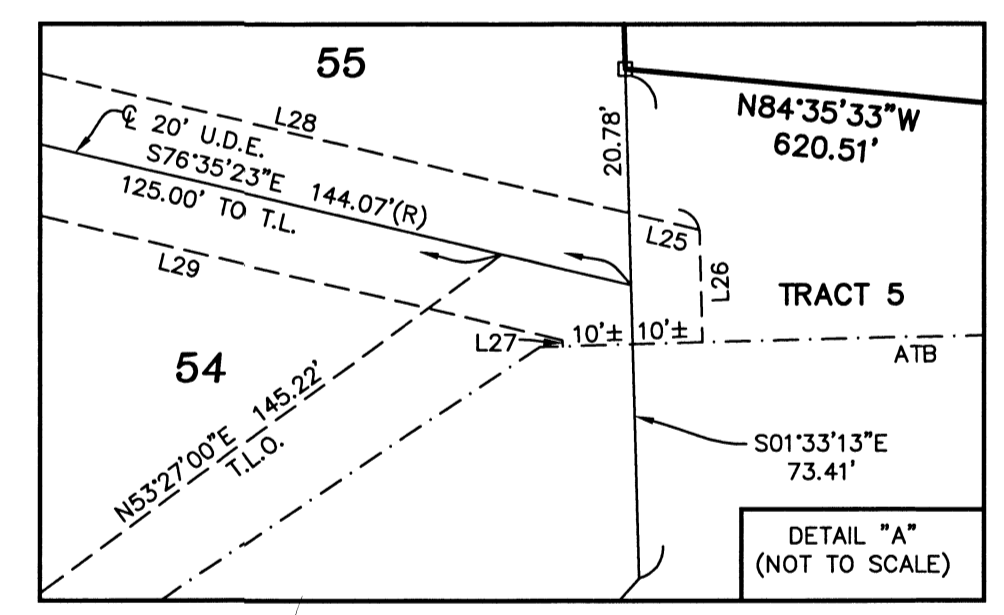 55
L28
℄ 20' U.D.E.
S76°35'23"E 144.07'(R)
125.00' TO T.L.
L29
20.78'
N84°35'33"W
620.51'
L25
L26
TRACT 5
L27
10'±
10'±
ATB
54
N53°27'00"E 145.22'
T.L.O.
S01°33'13"E
73.41'
DETAIL "A"
(NOT TO SCALE)